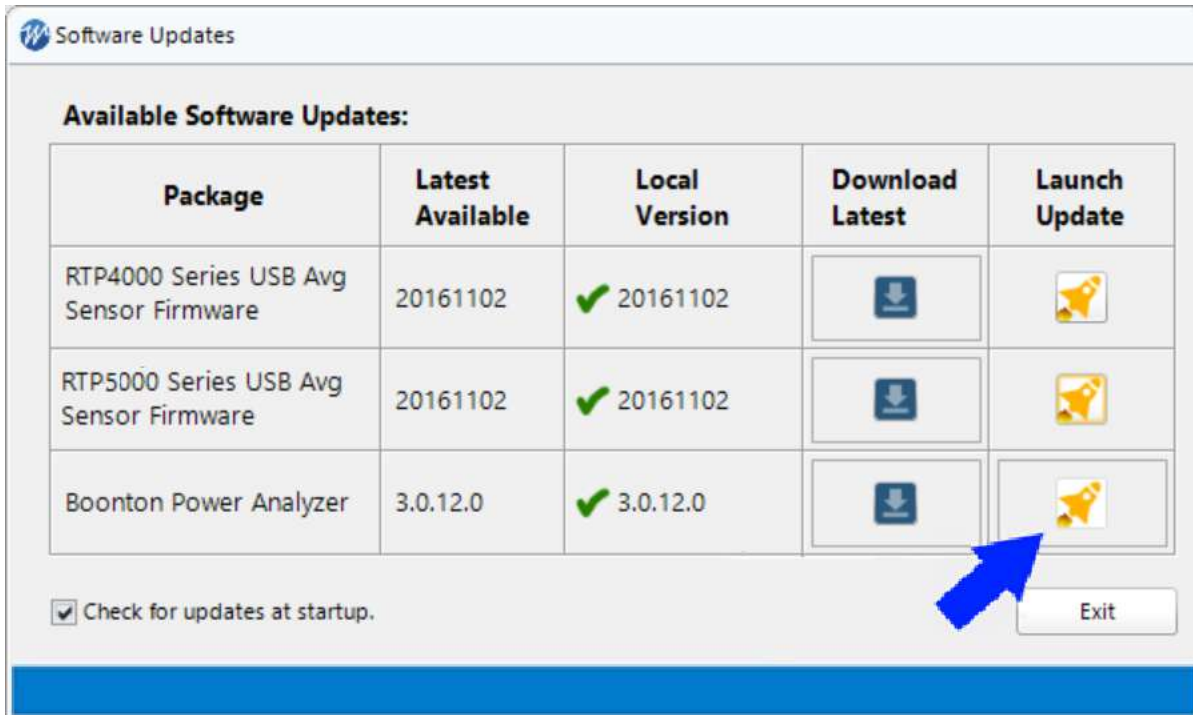 Software Updates
Available Software Updates:
Package
Latest
Available
Local
Version
Download
Latest
Launch
Update
RTP4000 Series USB Avg
Sensor Firmware
20161102
20161102
RTP5000 Series USB Avg
Sensor Firmware
20161102
20161102
Boonton Power Analyzer
3.0.12.0
3.0.12.0
Check for updates at startup.
Exit